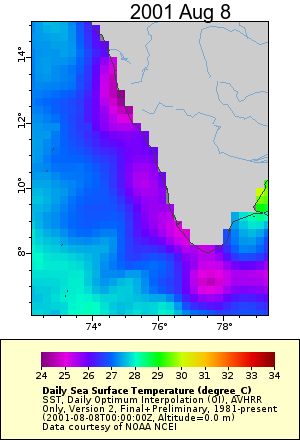 2001 Aug 8
14°
12°
10°
8°
74°
76°
78°
24 25 26 27 28 29 30 31 32 33 34
Daily Sea Surface Temperature (degree_C)
SST, Daily Optimum Interpolation (OI), AVHRR
Only, Version 2, Final+Preliminary, 1981-present
(2001-08-08T00:00:00Z, Altitude=0.0 m)
Data courtesy of NOAA NCEI